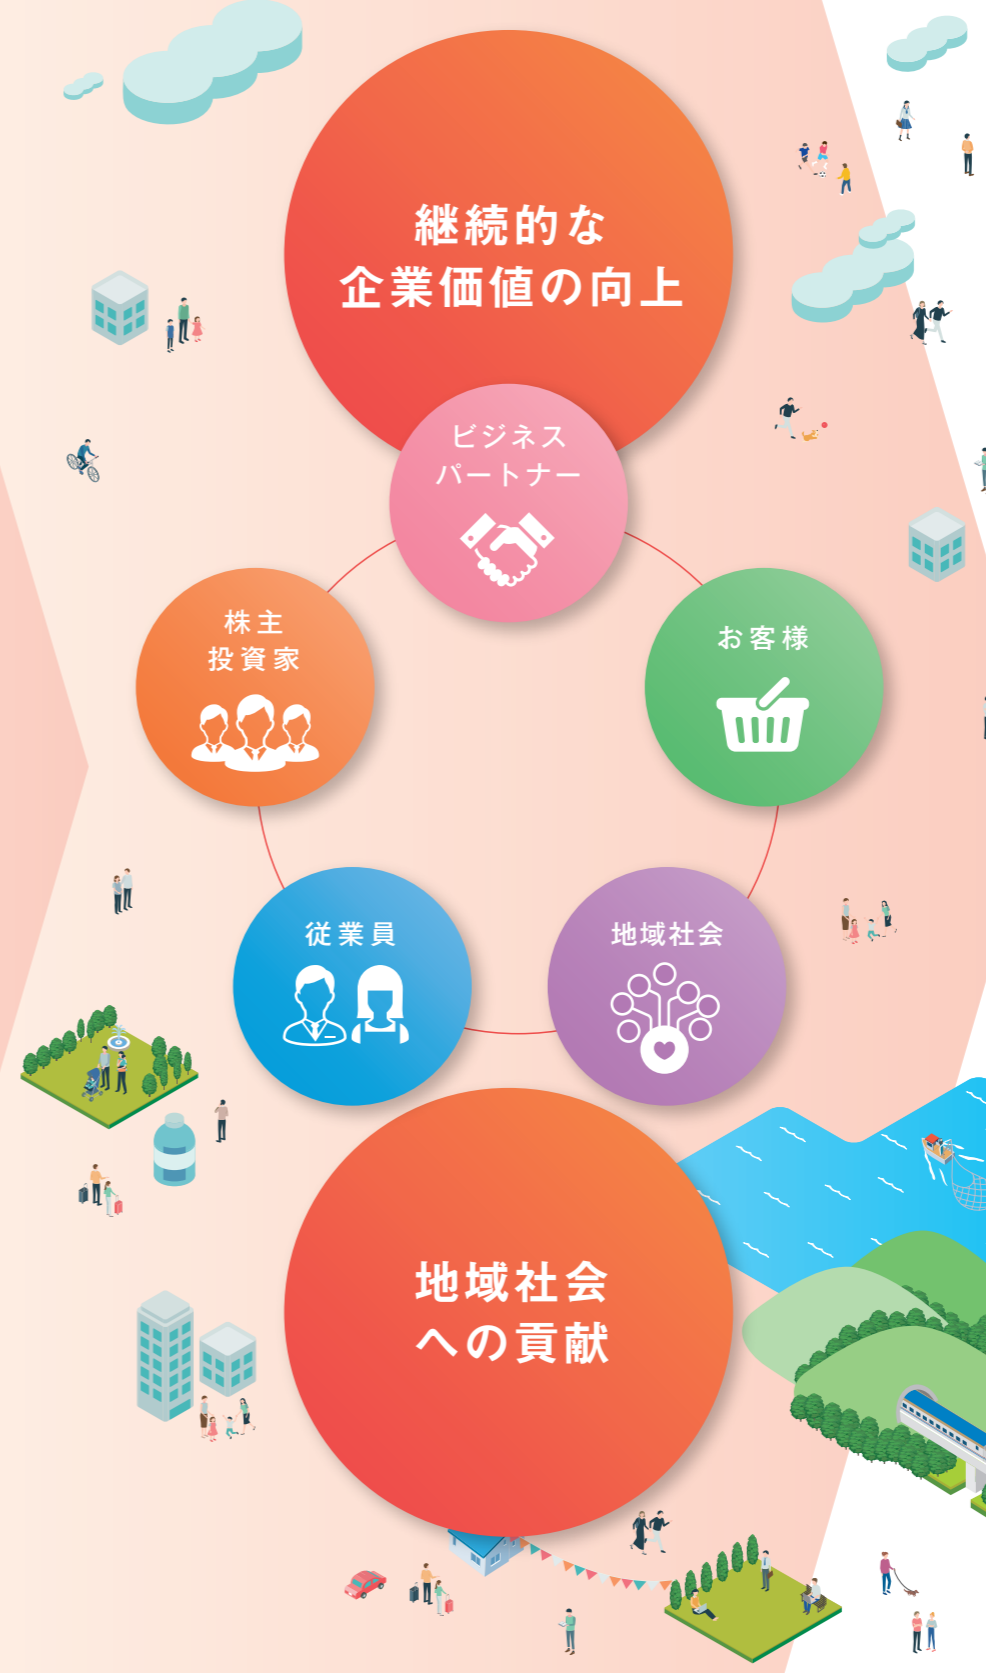 継続的な
企業価値の向上
ビジネス
パートナー
株主
投資家
お客様
従業員
地域社会
地域社会
への貢献